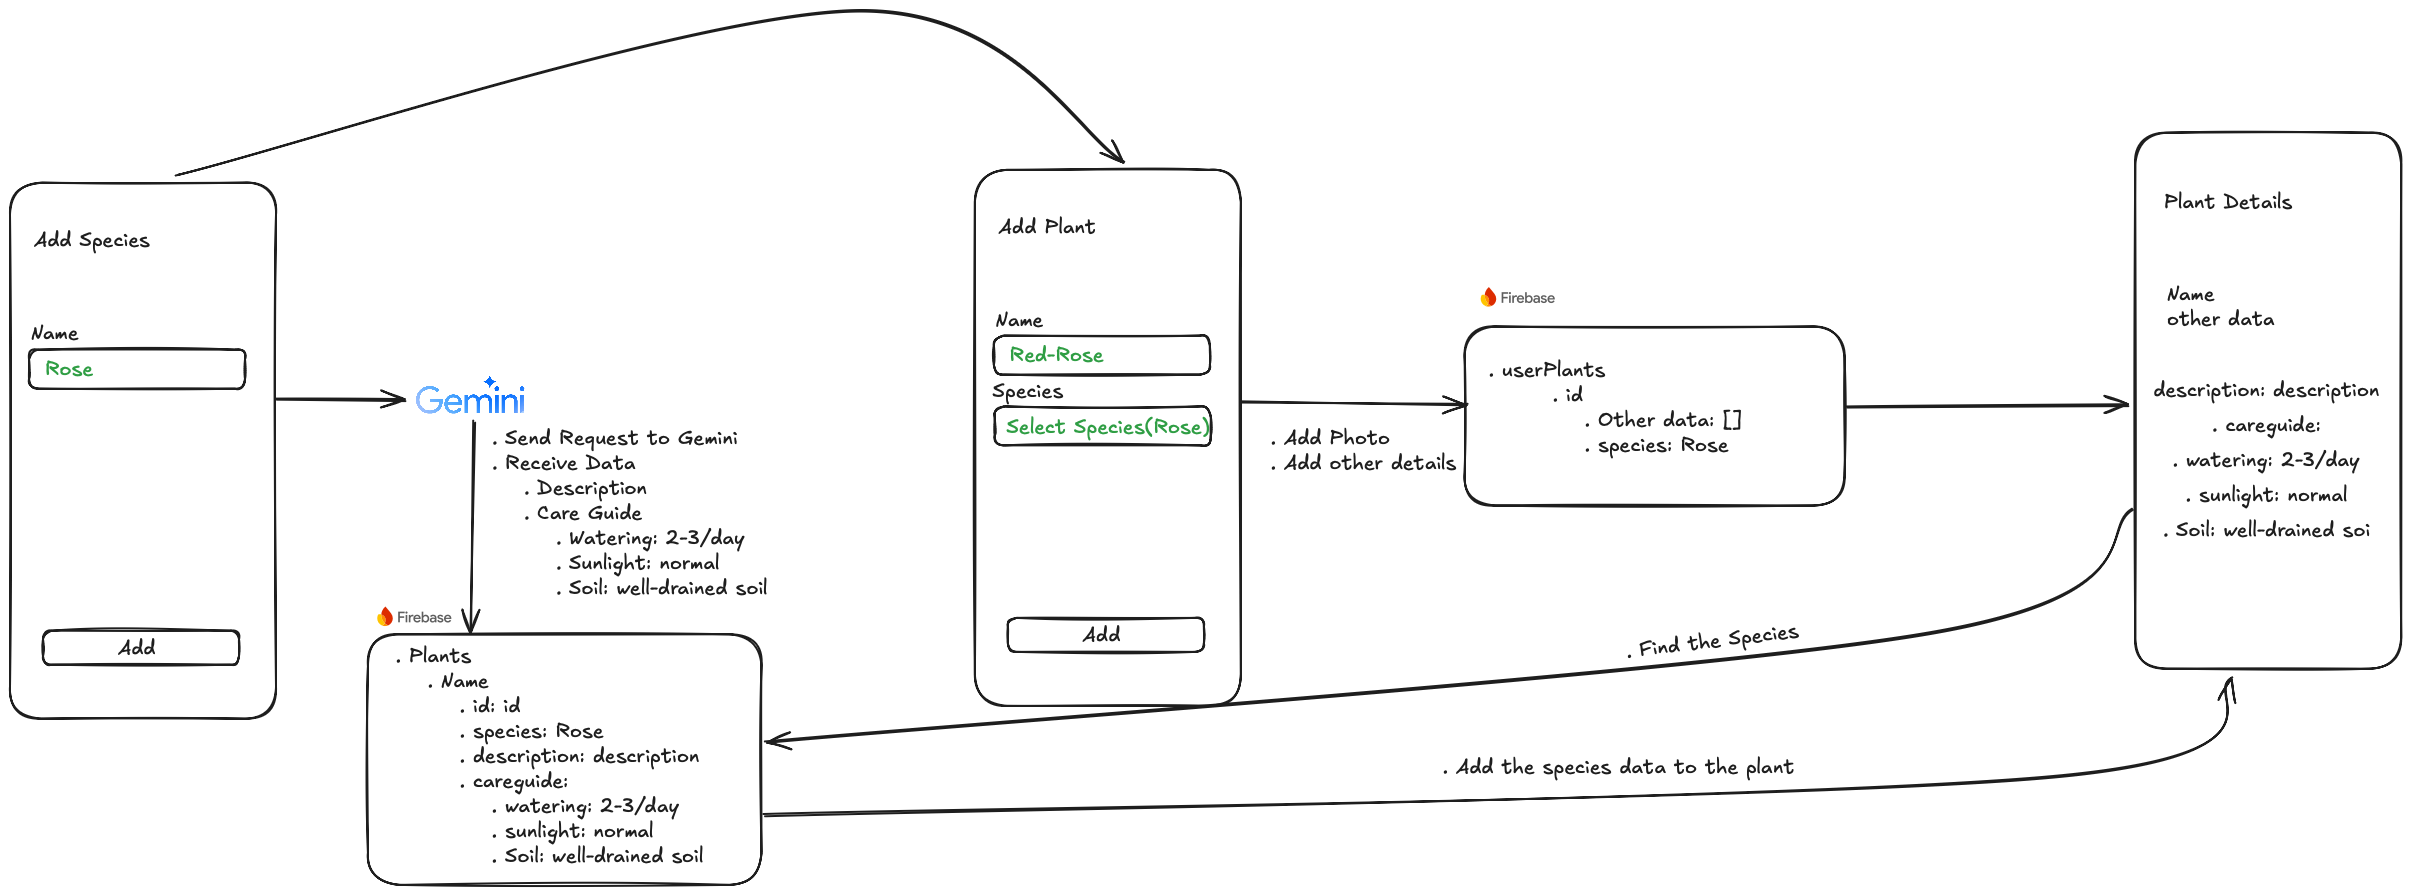 Add Species
Name
Rose
Add
Gemini
. Send Request to Gemini
. Receive Data
. Description
. Care Guide
. Watering: 2-3/day
. Sunlight: normal
. Soil: well-drained soil
Firebase
. Plants
. Name
. id: id
. species: Rose
. description: description
. careguide:
. watering: 2-3/day
. sunlight: normal
. Soil: well-drained soil
Add Plant
Name
Red-Rose
Species
Select Species(Rose)
Add
. Add Photo
. Add other details
Firebase
. userPlants
. id
. Other data: []
. species: Rose
Plant Details
Name
other data
description: description
. careguide:
. watering: 2-3/day
. sunlight: normal
. Soil: well-drained soi
. Find the Species
. Add the species data to the plant